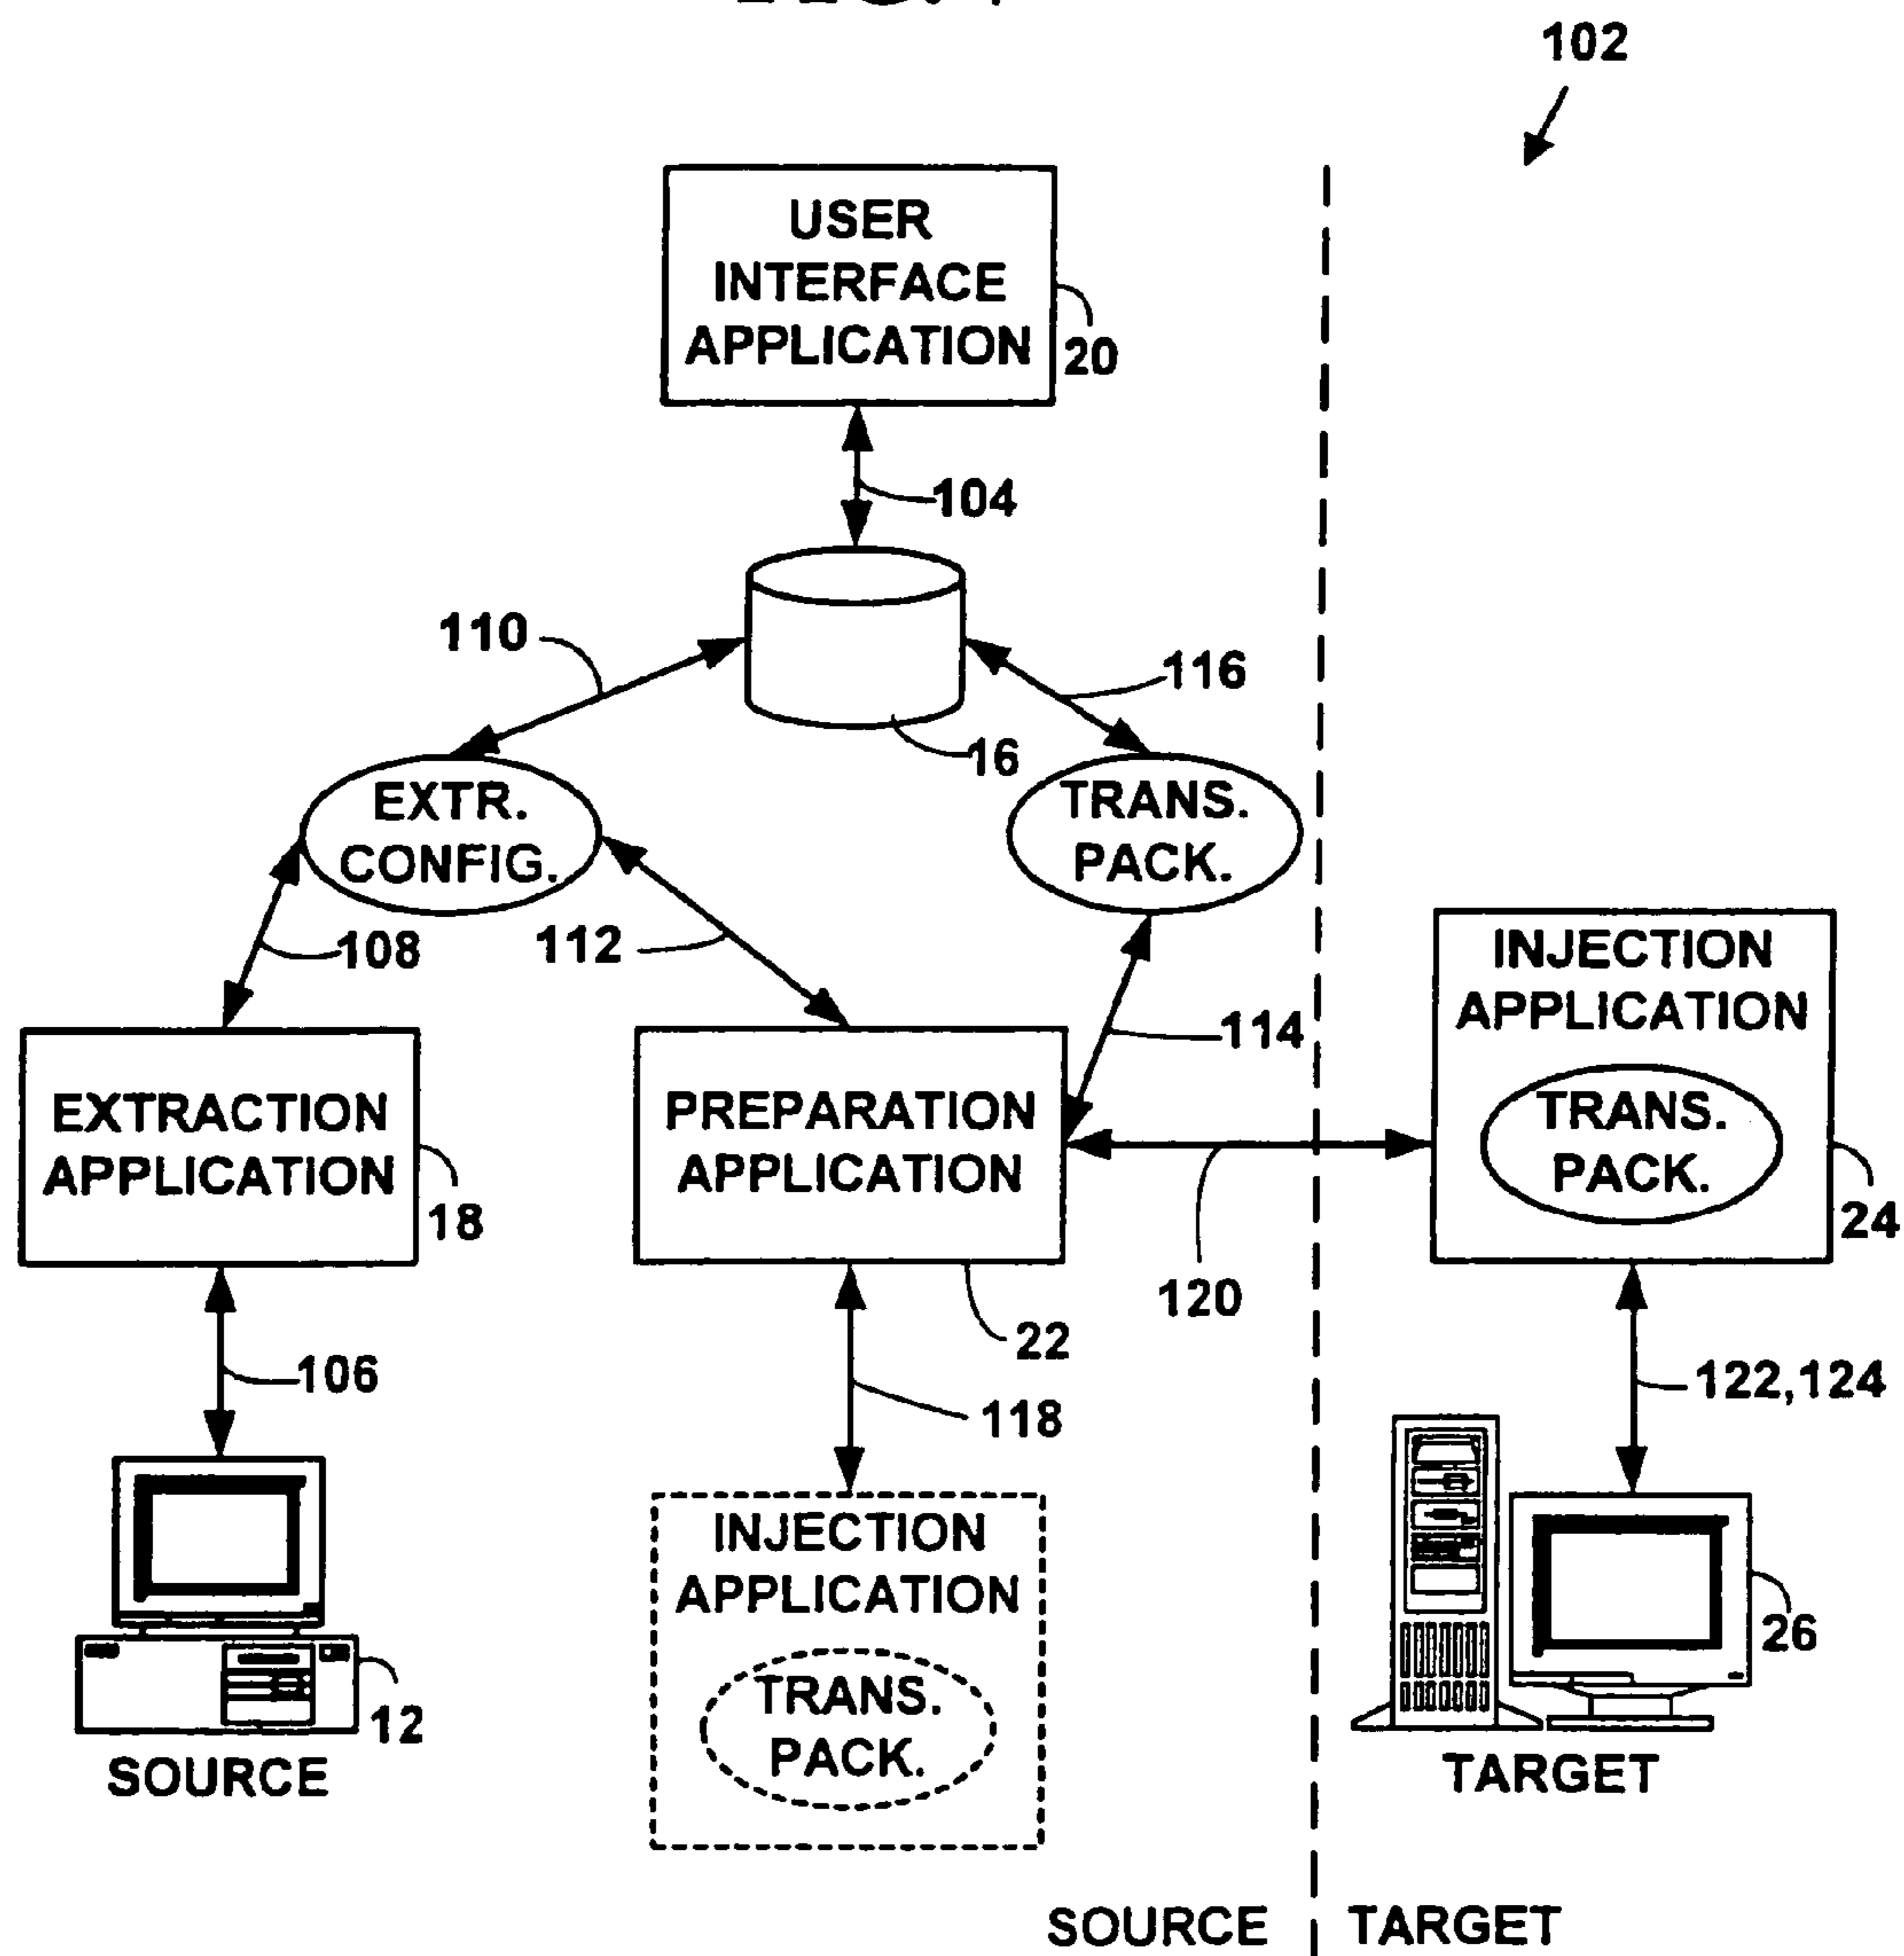 102
USER
INTERFACE
APPLICATION
20
104
110
116
16
EXTR.
CONFIG.
TRANS.
PACK.
108
112
114
INJECTION
APPLICATION
TRANS.
PACK.
24
EXTRACTION
APPLICATION
18
PREPARATION
APPLICATION
22
120
106
118
122,124
INJECTION
APPLICATION
TRANS.
PACK.
12
SOURCE
26
TARGET
SOURCE
TARGET